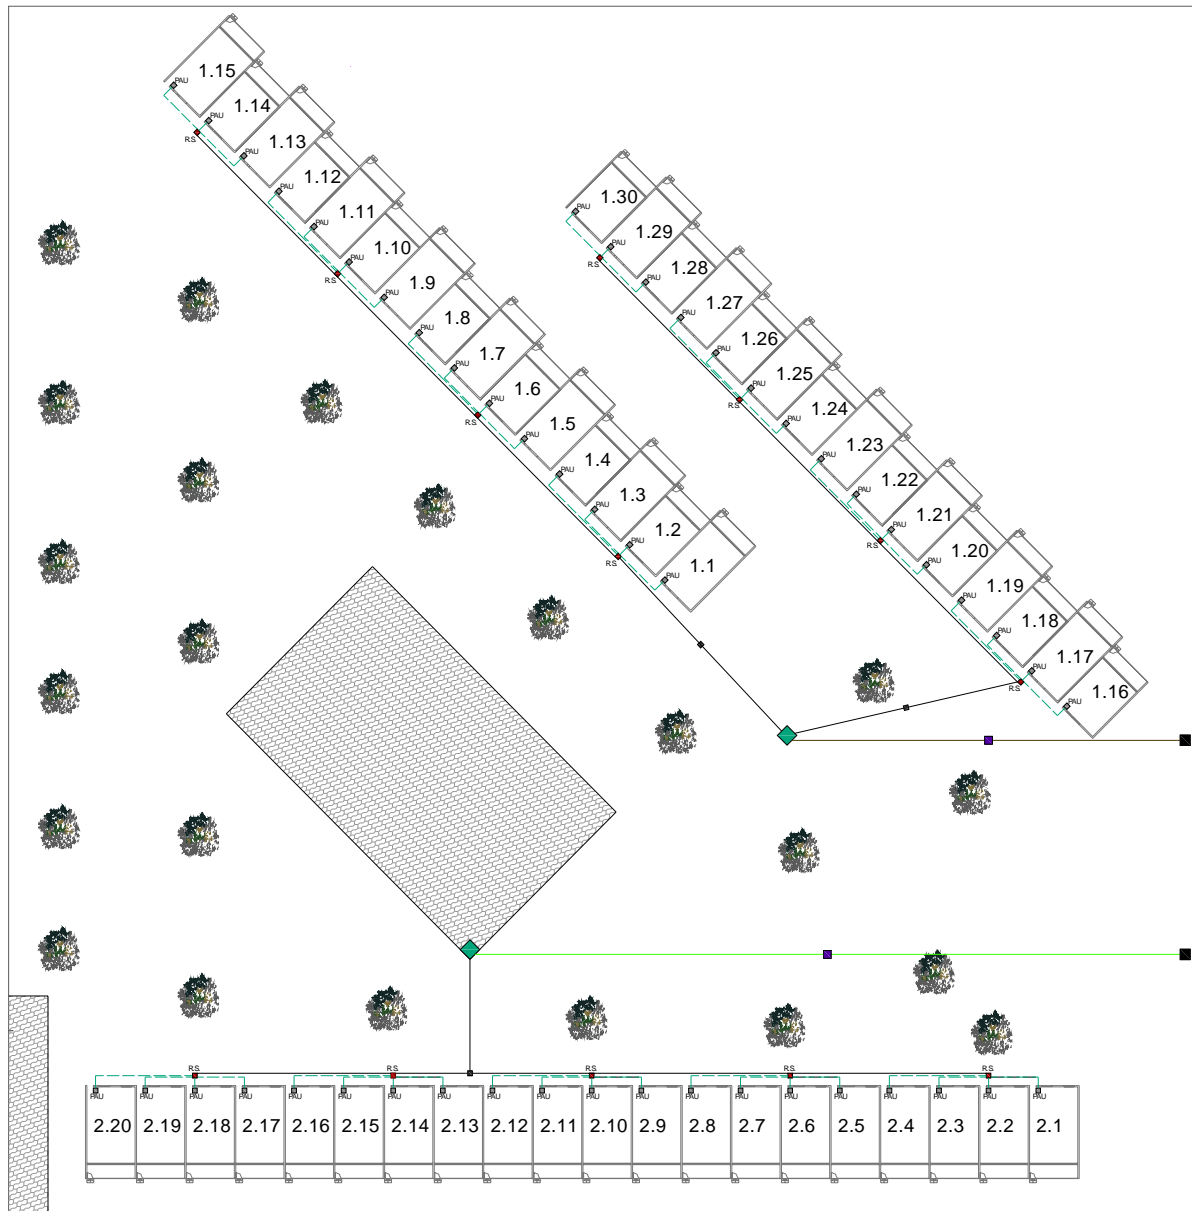 1.15
PAU
1.14
PAU
R.S.
1.13
PAU
1.12
PAU
1.11
PAU
1.10
PAU
R.S.
1.9
PAU
1.8
PAU
1.7
PAU
1.6
PAU
R.S.
1.5
PAU
1.4
PAU
1.3
PAU
1.2
PAU
R.S.
1.1
PAU
1.30
PAU
1.29
PAU
R.S.
1.28
PAU
1.27
PAU
1.26
PAU
1.25
PAU
R.S.
1.24
PAU
1.23
PAU
1.22
PAU
1.21
PAU
R.S.
1.20
PAU
1.19
PAU
1.18
PAU
1.17
PAU
R.S.
1.16
PAU
R.S. R.S. R.S. R.S. R.S.
PAU PAU PAU PAU PAU PAU PAU PAU PAU PAU PAU PAU PAU PAU PAU PAU PAU PAU PAU PAU
2.20 2.19 2.18 2.17 2.16 2.15 2.14 2.13 2.12 2.11 2.10 2.9 2.8 2.7 2.6 2.5 2.4 2.3 2.2 2.1